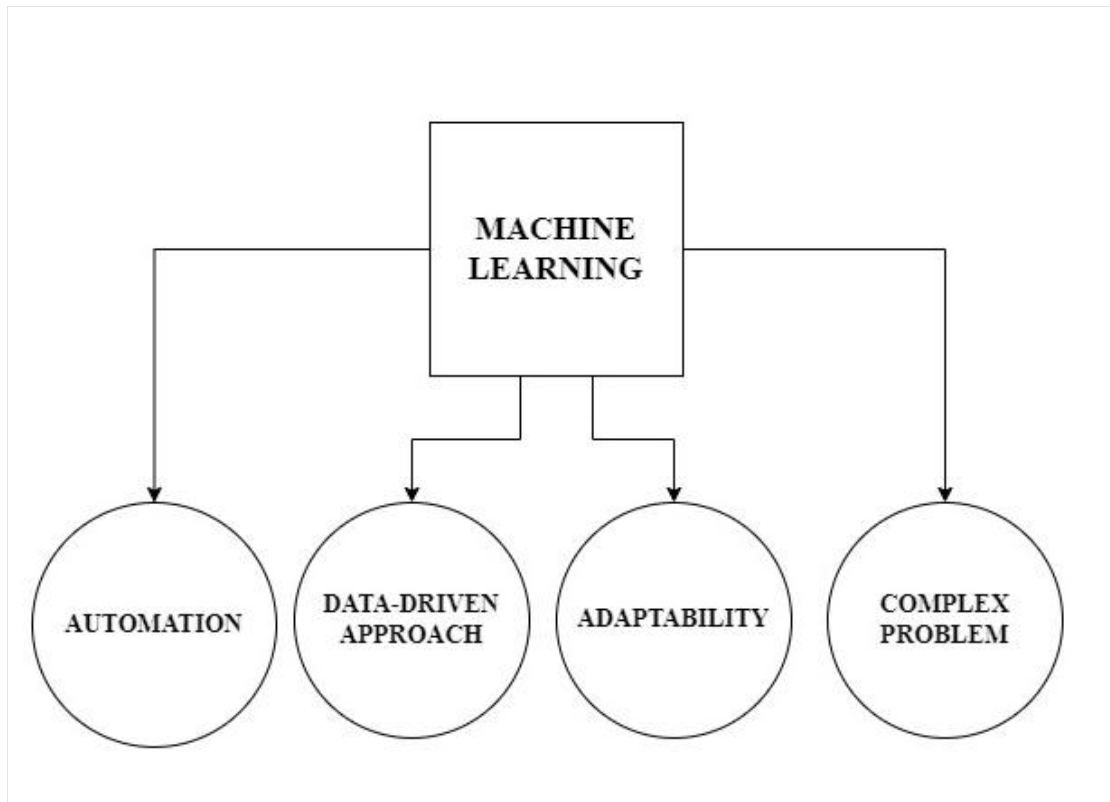 MACHINE
LEARNING
AUTOMATION
DATA-DRIVEN
APPROACH
ADAPTABILITY
COMPLEX
PROBLEM